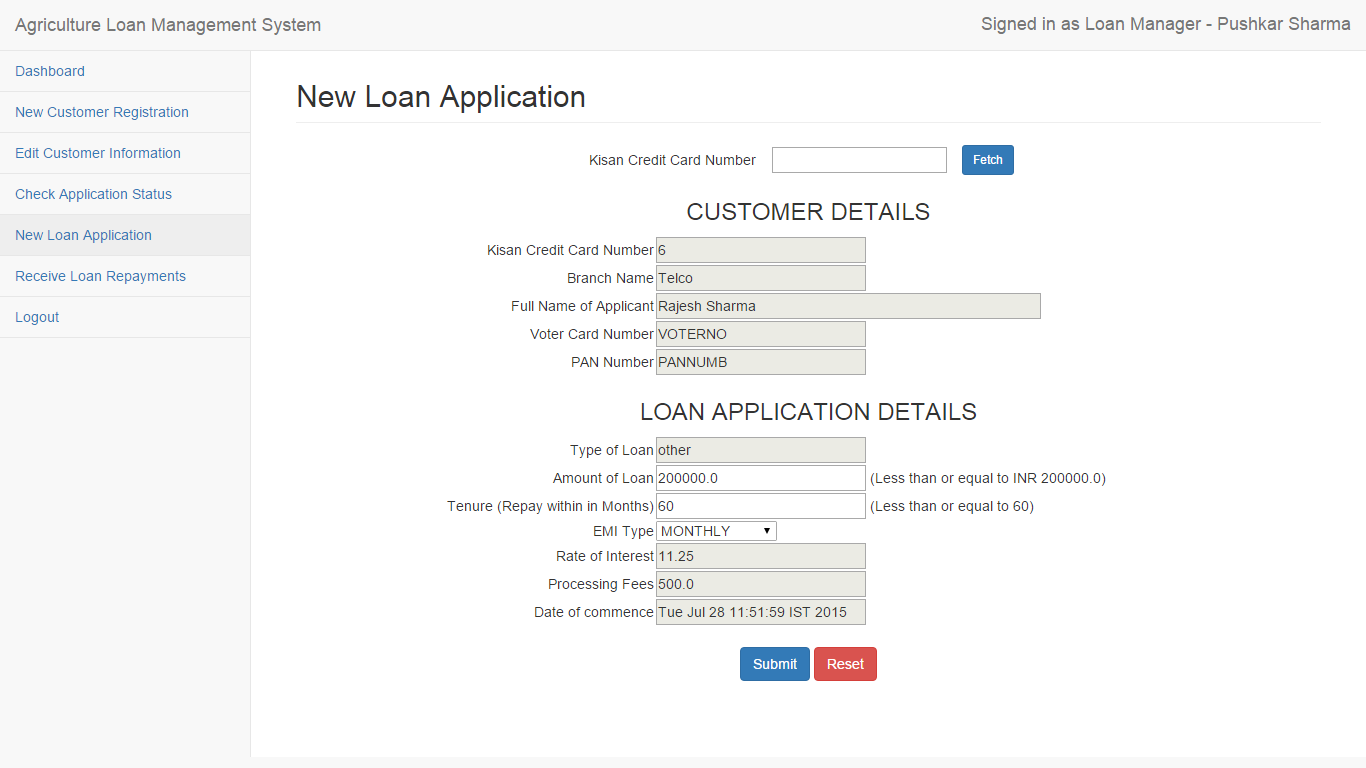 Agriculture Loan Management System
Signed in as Loan Manager - Pushkar Sharma
Dashboard
New Customer Registration
Edit Customer Information
Check Application Status
New Loan Application
Receive Loan Repayments
Logout
New Loan Application
Kisan Credit Card Number Fetch
CUSTOMER DETAILS
Kisan Credit Card Number 6
Branch Name Telco
Full Name of Applicant Rajesh Sharma
Voter Card Number VOTERNO
PAN Number PANNUMB
LOAN APPLICATION DETAILS
Type of Loan other
Amount of Loan 200000.0 (Less than or equal to INR 200000.0)
Tenure (Repay within in Months) 60 (Less than or equal to 60)
EMI Type MONTHLY
Rate of Interest 11.25
Processing Fees 500.0
Date of commence Tue Jul 28 11:51:59 IST 2015
Submit Reset